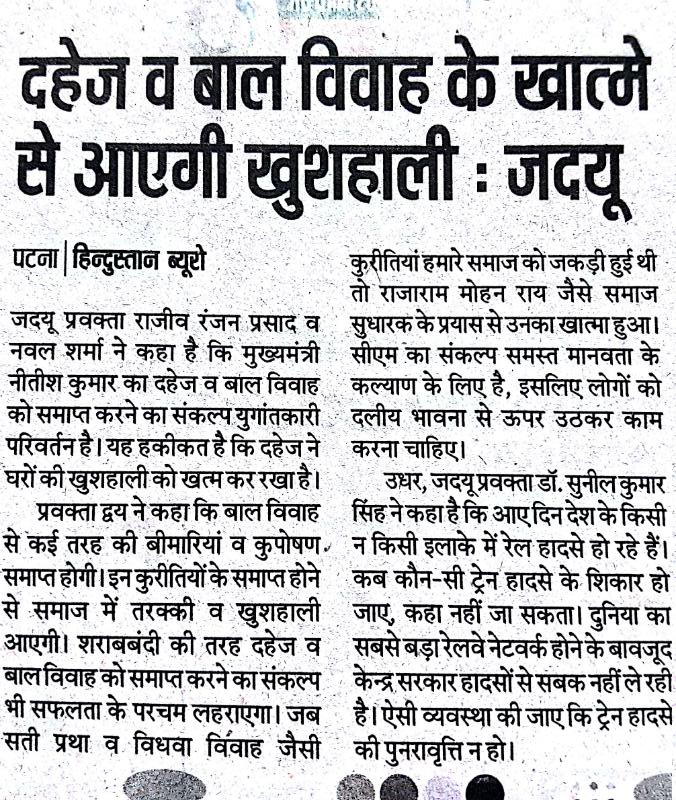 दहेज व बाल विवाह के खात्मे
से आएगी खुशहाली : जदयू
पटना | हिन्दुस्तान ब्यूरो
जदयू प्रवक्ता राजीव रंजन प्रसाद व
नवल शर्मा ने कहा है कि मुख्यमंत्री
नीतीश कुमार का दहेज व बाल विवाह
को समाप्त करने का संकल्प युगांतकारी
परिवर्तन है। यह हकीकत है कि दहेज ने
घरों की खुशहाली को खत्म कर रखा है।
प्रवक्ता द्वय ने कहा कि बाल विवाह
से कई तरह की बीमारियां व कुपोषण
समाप्त होगी। इन कुरीतियों के समाप्त होने
से समाज में तरक्की व खुशहाली
आएगी। शराबबंदी की तरह दहेज व
बाल विवाह को समाप्त करने का संकल्प
भी सफलता के परचम लहराएगा। जब
सती प्रथा व विधवा विवाह जैसी
कुरीतियां हमारे समाज को जकड़ी हुई थी
तो राजाराम मोहन राय जैसे समाज
सुधारक के प्रयास से उनका खात्मा हुआ।
सीएम का संकल्प समस्त मानवता के
कल्याण के लिए है, इसलिए लोगों को
दलीय भावना से ऊपर उठकर काम
करना चाहिए।
उधर, जदयू प्रवक्ता डॉ. सुनील कुमार
सिंह ने कहा है कि आए दिन देश के किसी
न किसी इलाके में रेल हादसे हो रहे हैं।
कब कौन-सी ट्रेन हादसे के शिकार हो
जाए, कहा नहीं जा सकता। दुनिया का
सबसे बड़ा रेलवे नेटवर्क होने के बावजूद
केन्द्र सरकार हादसों से सबक नहीं ले रही
है। ऐसी व्यवस्था की जाए कि ट्रेन हादसे
की पुनरावृत्ति न हो।